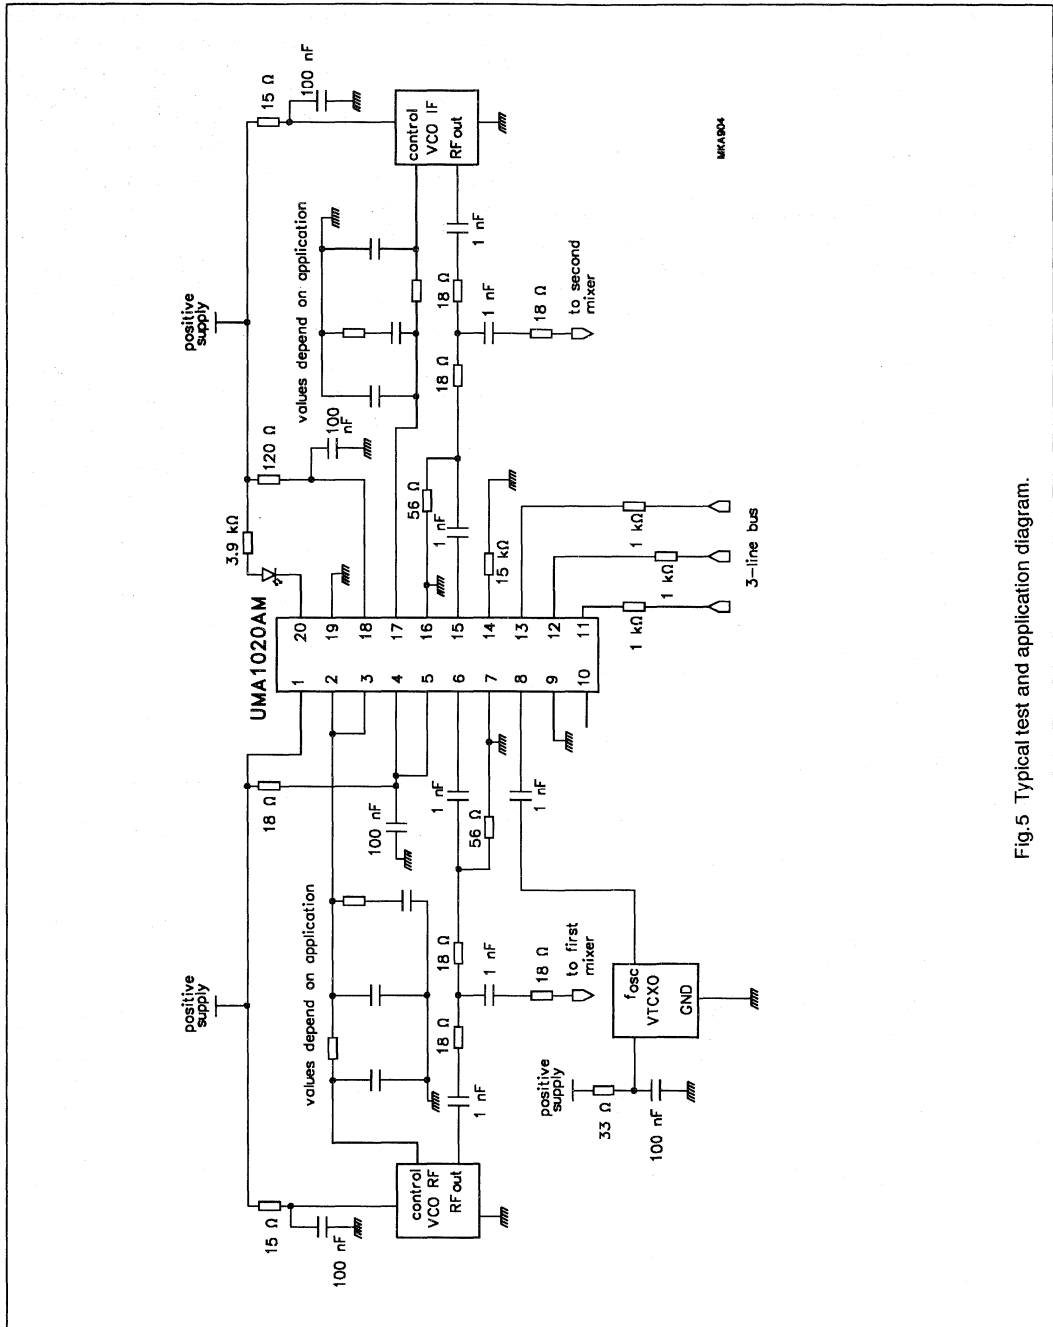 15 Ω
100 nF
control
VCO IF
RF out
values depend on application
positive
supply
1 nF
18 Ω
1 nF
18 Ω
to second
mixer
18 Ω
100
nF
120 Ω
3.9 kΩ
56 Ω
1 nF
15 kΩ
1 kΩ
1 kΩ
1 kΩ
3-line bus
UMA1020AM
20
19
18
17
16
15
14
13
12
11
1
2
3
4
5
6
7
8
9
10
18 Ω
100 nF
1 nF
56 Ω
1 nF
positive
supply
values depend on application
18 Ω
1 nF
18 Ω
to first
mixer
18 Ω
1 nF
fosc
VTCXO
GND
positive
supply
33 Ω
100 nF
control
VCO RF
RF out
15 Ω
100 nF
MKA904
Fig.5 Typical test and application diagram.